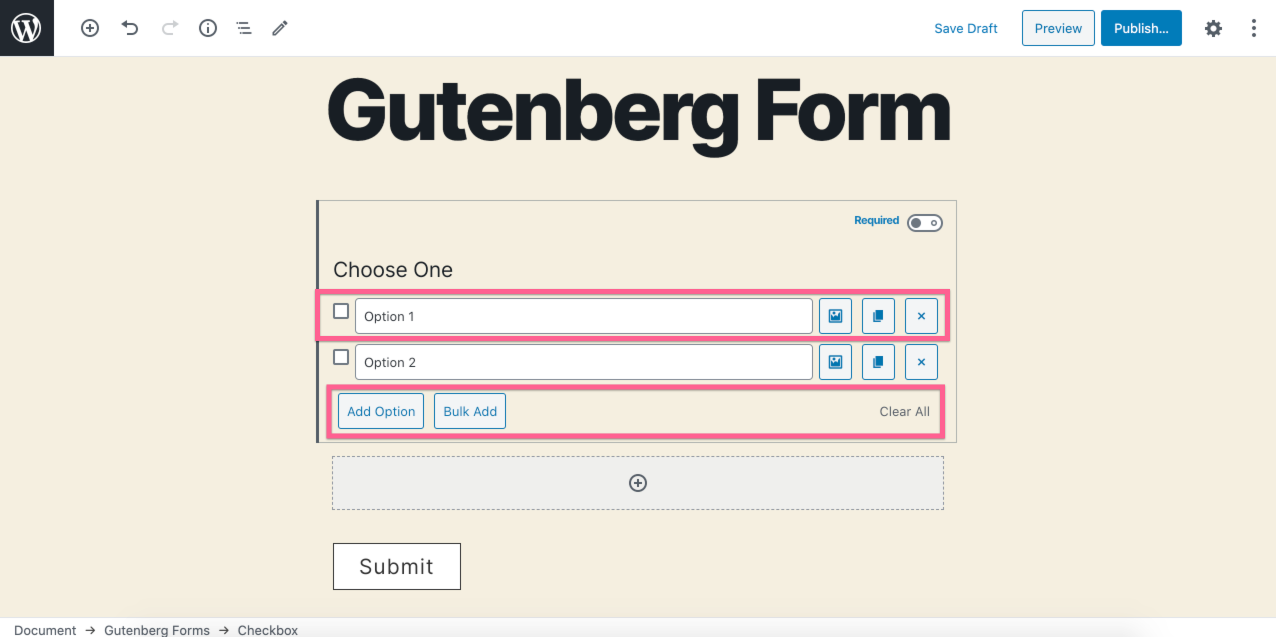 Save Draft Preview Publish...
Gutenberg Form
Required
Choose One
Option 1
Option 2
Add Option Bulk Add Clear All
Submit
Document → Gutenberg Forms → Checkbox